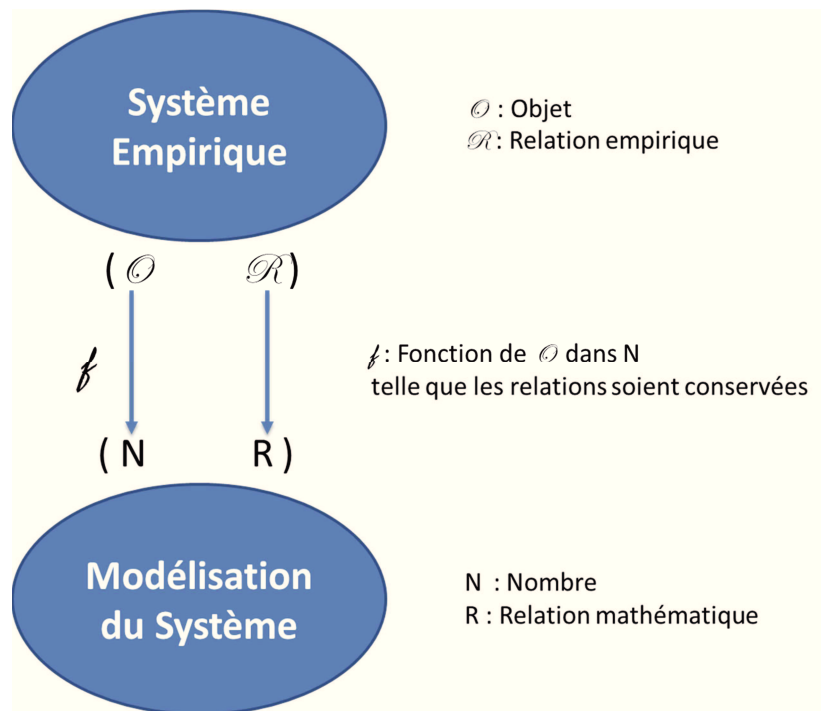 Système
Empirique
𝒪 : Objet
ℛ : Relation empirique
( 𝒪 ℛ )
𝒻
𝒻 : Fonction de 𝒪 dans N
telle que les relations soient conservées
( N R )
Modélisation
du Système
N : Nombre
R : Relation mathématique